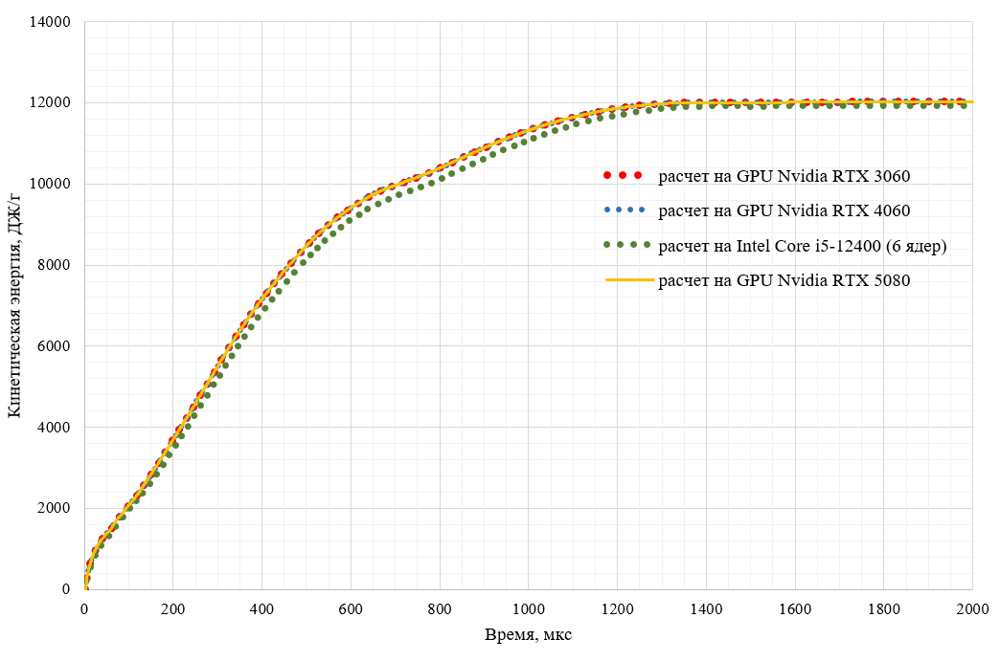 14000
12000
10000
8000
6000
4000
2000
0
Кинетическая энергия, ДЖ/г
расчет на GPU Nvidia RTX 3060
расчет на GPU Nvidia RTX 4060
расчет на Intel Core i5-12400 (6 ядер)
расчет на GPU Nvidia RTX 5080
0 200 400 600 800 1000 1200 1400 1600 1800 2000
Время, мкс